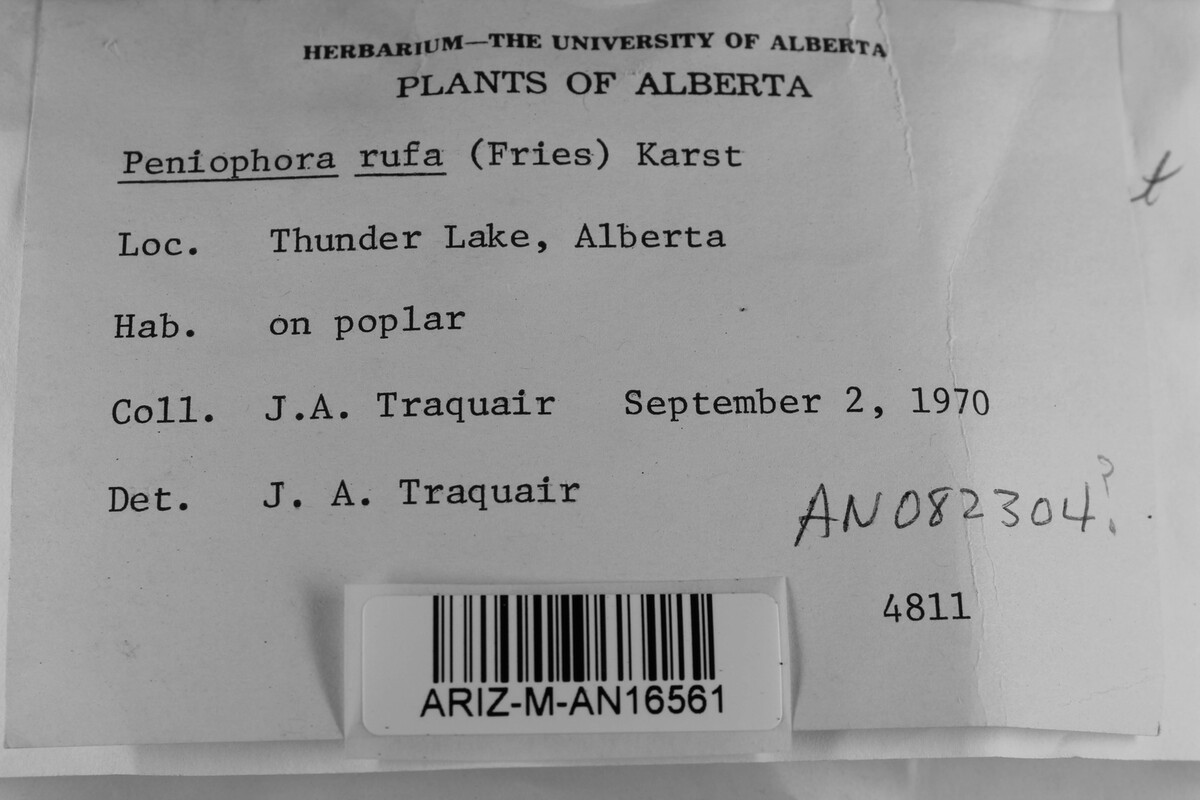 HERBARIUM—THE UNIVERSITY OF ALBERTA
PLANTS OF ALBERTA
Peniophora rufa (Fries) Karst
t
Loc. Thunder Lake, Alberta
Hab. on poplar
Coll. J.A. Traquair September 2, 1970
Det. J. A. Traquair
AN082304?
4811
ARIZ-M-AN16561